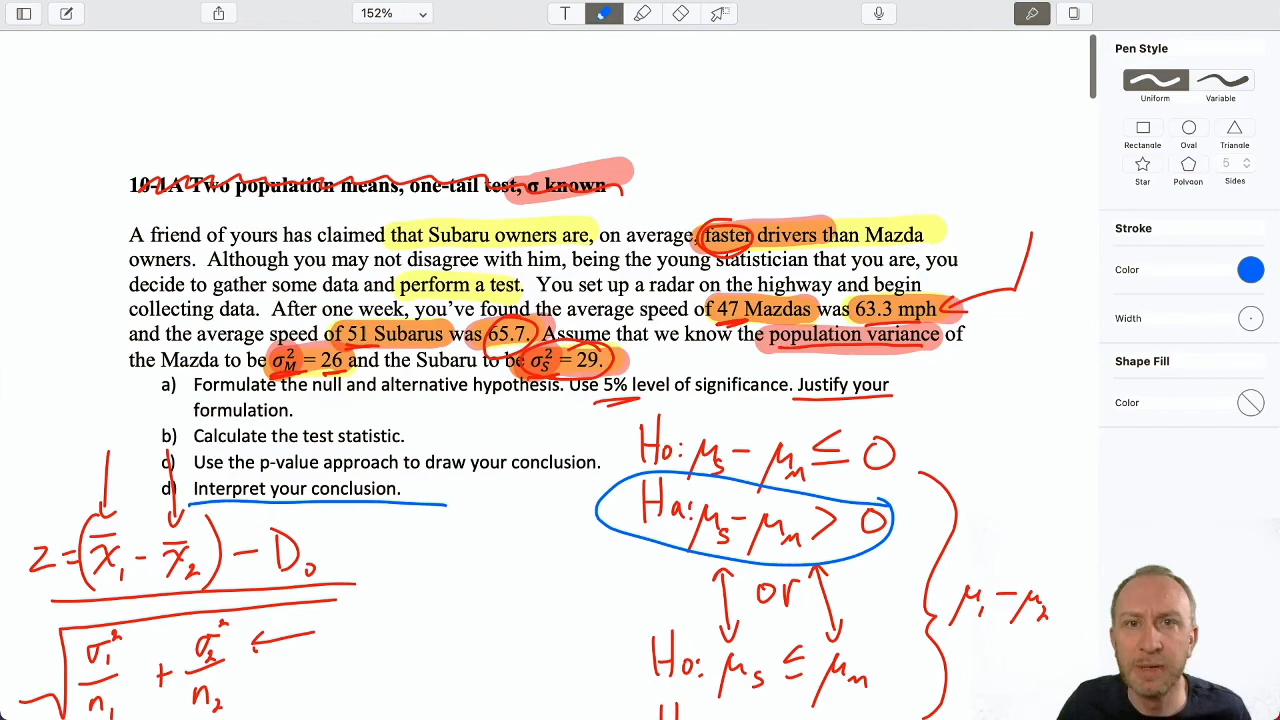 152%
T
Pen Style
Uniform
Variable
Rectangle
Oval
Triangle
Star
Polygon
5
Sides
Stroke
Color
Width
Shape Fill
Color
10-1A Two population means, one-tail test, σ known
A friend of yours has claimed that Subaru owners are, on average, faster drivers than Mazda
owners. Although you may not disagree with him, being the young statistician that you are, you
decide to gather some data and perform a test. You set up a radar on the highway and begin
collecting data. After one week, you've found the average speed of 47 Mazdas was 63.3 mph
and the average speed of 51 Subarus was 65.7. Assume that we know the population variance of
the Mazda to be σ²_M = 26 and the Subaru to be σ²_S = 29.
a) Formulate the null and alternative hypothesis. Use 5% level of significance. Justify your
formulation.
b) Calculate the test statistic.
c) Use the p-value approach to draw your conclusion.
d) Interpret your conclusion.
Ho: μs - μm ≤ 0
Ha: μs - μm > 0
or
Ho: μs ≤ μm
H
μ₁ - μ₂
z = (x̄₁ - x̄₂) - D₀
√ σ₁²/n₁ + σ₂²/n₂